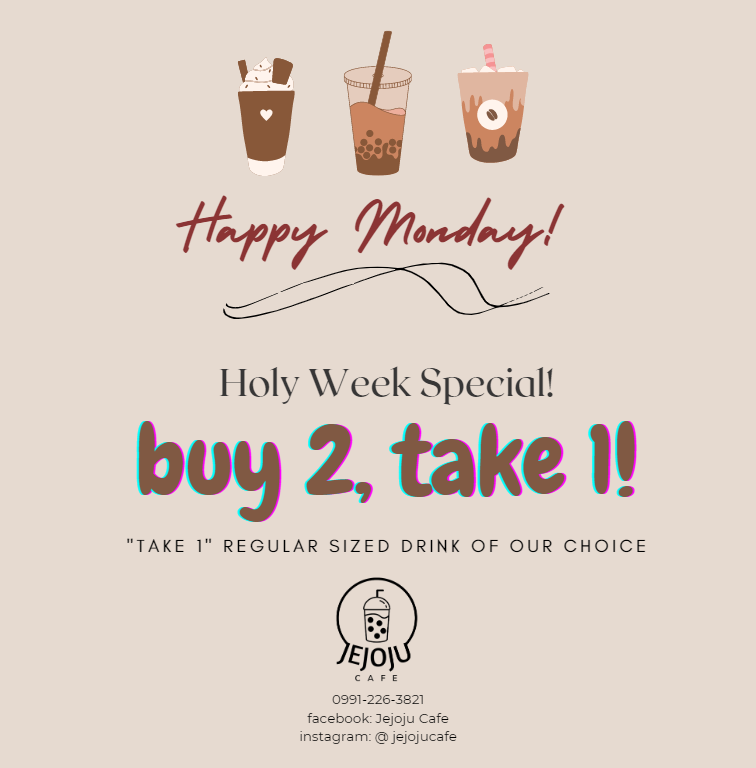 Happy Monday!
Holy Week Special!
buy 2, take 1!
"TAKE 1" REGULAR SIZED DRINK OF OUR CHOICE
JEJOJU
CAFE
0991-226-3821
facebook: Jejoju Cafe
instagram: @ jejojucafe